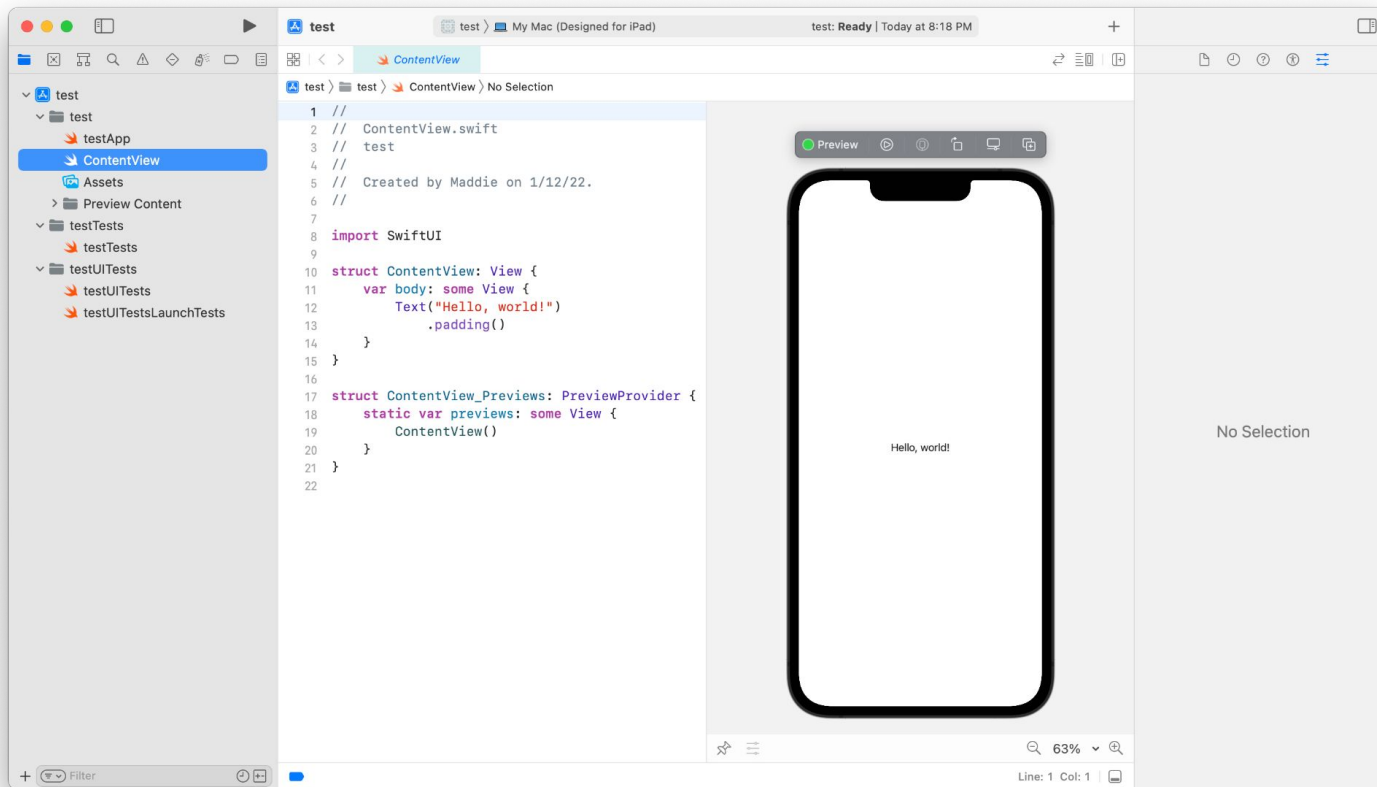 test
test 〉 My Mac (Designed for iPad)
test: Ready | Today at 8:18 PM
ContentView
test 〉 test 〉 ContentView 〉 No Selection
test
test
testApp
ContentView
Assets
Preview Content
testTests
testTests
testUITests
testUITests
testUITestsLaunchTests
Filter
1 //
2 //  ContentView.swift
3 //  test
4 //
5 //  Created by Maddie on 1/12/22.
6 //
7
8 import SwiftUI
9
10 struct ContentView: View {
11     var body: some View {
12         Text("Hello, world!")
13             .padding()
14     }
15 }
16
17 struct ContentView_Previews: PreviewProvider {
18     static var previews: some View {
19         ContentView()
20     }
21 }
22
Preview
Hello, world!
63%
Line: 1 Col: 1
No Selection